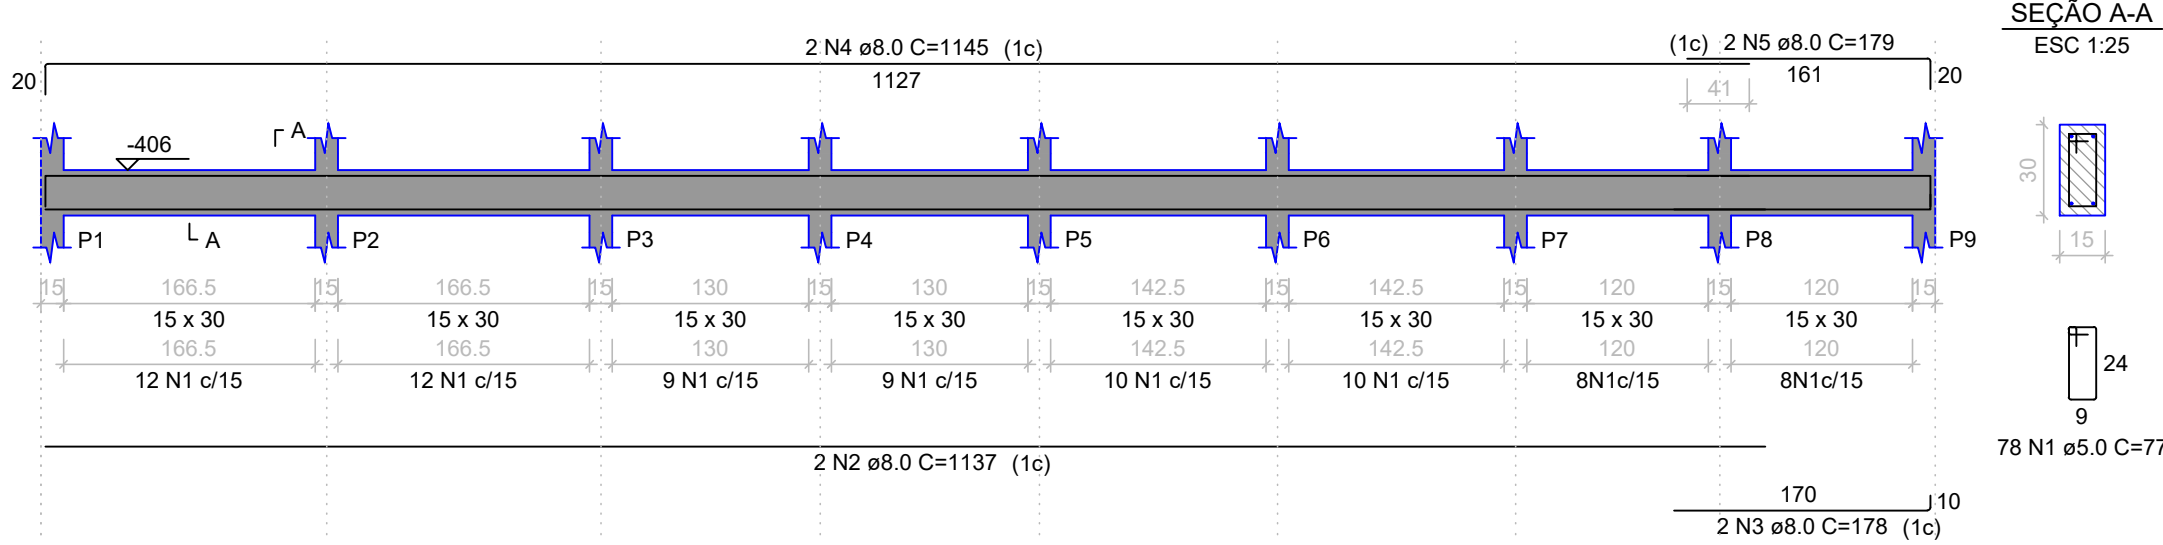 SEÇÃO A-A
ESC 1:25
2 N4 ø8.0 C=1145 (1c)
(1c) 2 N5 ø8.0 C=179
20
1127
161
20
41
-406
A
30
15
A
P1 P2 P3 P4 P5 P6 P7 P8 P9
15 166.5 15 166.5 15 130 15 130 15 142.5 15 142.5 15 120 15 120 15
15 x 30 15 x 30 15 x 30 15 x 30 15 x 30 15 x 30 15 x 30 15 x 30
166.5 166.5 130 130 142.5 142.5 120 120
12 N1 c/15 12 N1 c/15 9 N1 c/15 9 N1 c/15 10 N1 c/15 10 N1 c/15 8N1c/15 8N1c/15
24
9
78 N1 ø5.0 C=77
2 N2 ø8.0 C=1137 (1c)
170
10
2 N3 ø8.0 C=178 (1c)